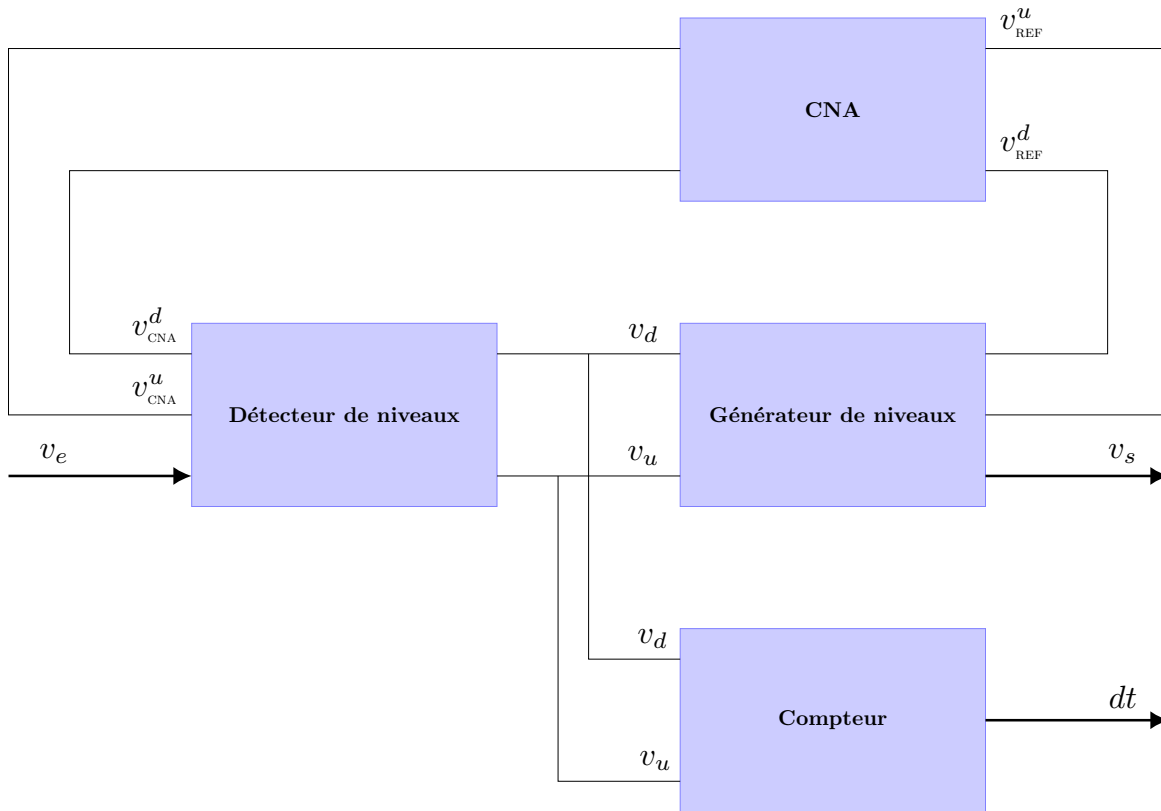 v^u_REF
CNA
v^d_REF
v^d_CNA
v_d
v^u_CNA
Détecteur de niveaux
Générateur de niveaux
v_e
v_u
v_s
v_d
dt
Compteur
v_u